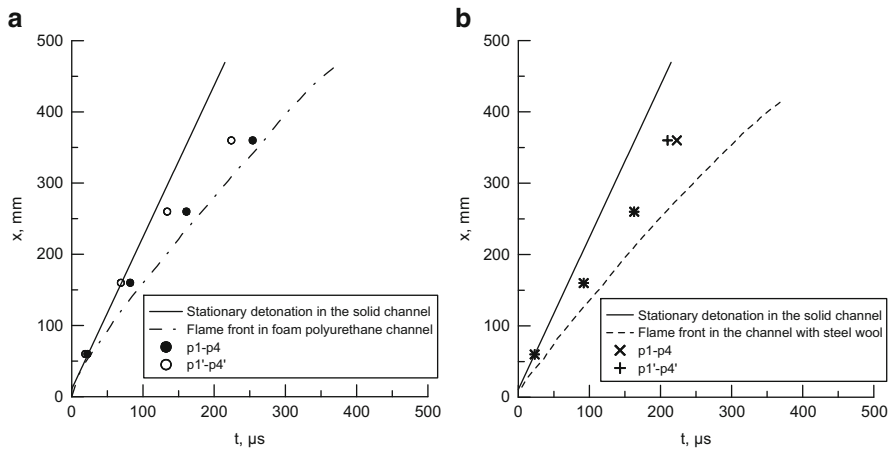 a
500
400
300
200
100
0
x, mm
0 100 200 300 400 500
t, µs
Stationary detonation in the solid channel
Flame front in foam polyurethane channel
p1-p4
p1'-p4'
b
500
400
300
200
100
0
x, mm
0 100 200 300 400 500
t, µs
Stationary detonation in the solid channel
Flame front in the channel with steel wool
p1-p4
p1'-p4'